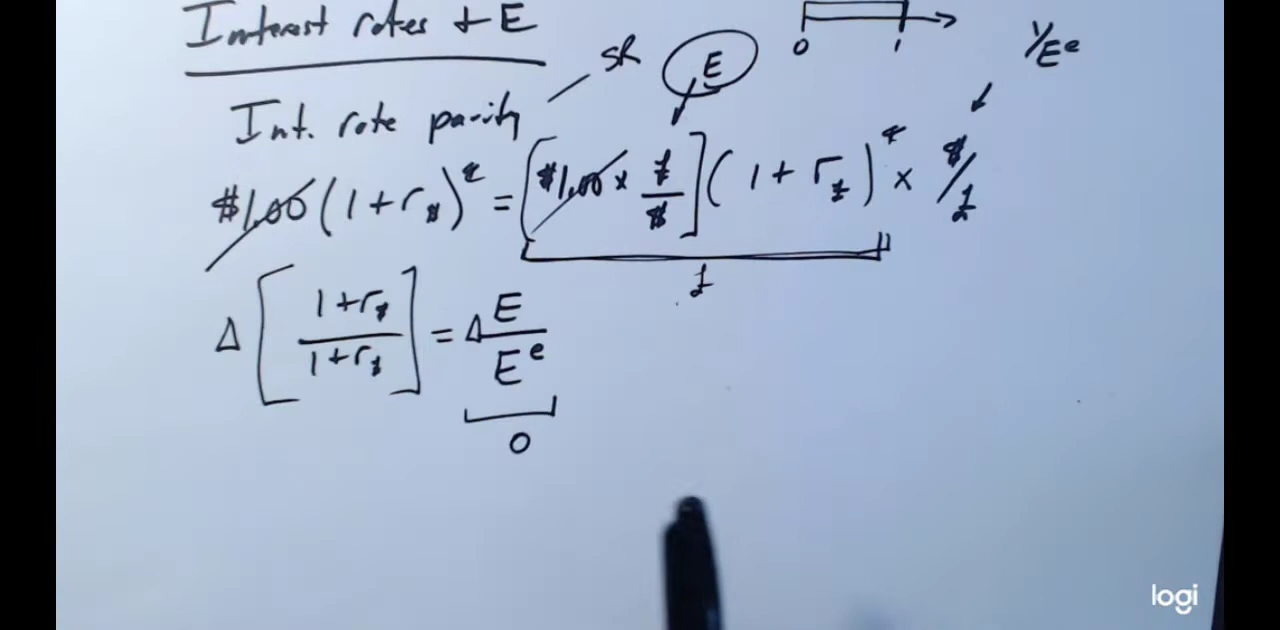 Interest rates + E
0 1
1/E^e
Int. rate parity SR E
$1.00 (1 + r_$)^t = [$1.00 × £/$] (1 + r_£)^t × $/£
£
Δ [ 1 + r_$ / 1 + r_£ ] = Δ E / E^e
0
logi